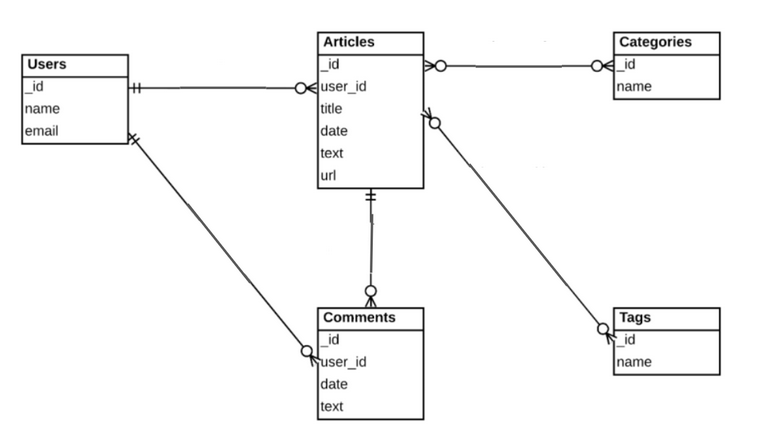 Users
_id
name
email
Articles
_id
user_id
title
date
text
url
Categories
_id
name
Comments
_id
user_id
date
text
Tags
_id
name